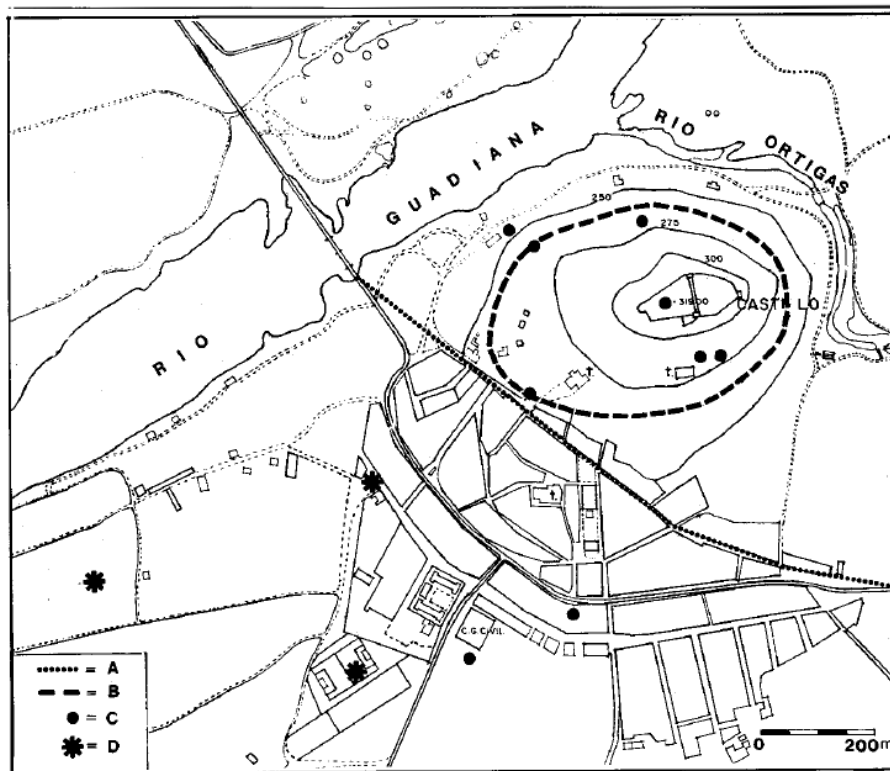 RIO
ORTIGAS
GUADIANA
RIO
250
275
300
CASTILLO
C.G.CIVIL
= A
= B
= C
= D
0 200m